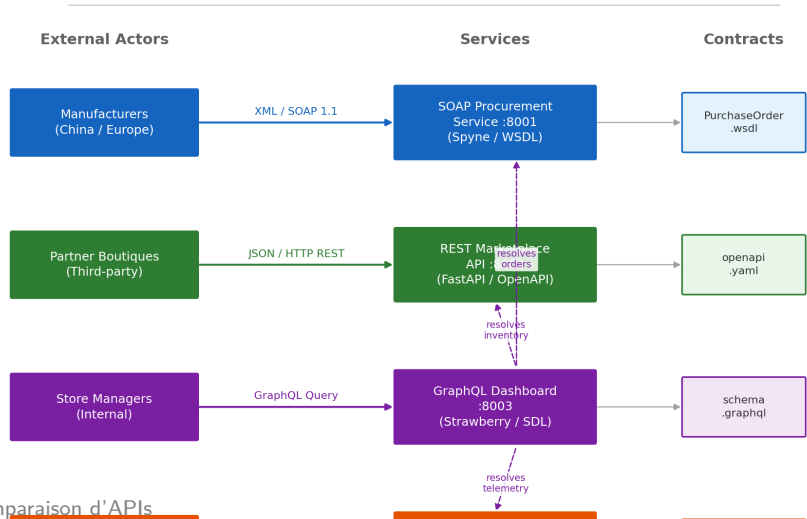 External Actors
Services
Contracts
Manufacturers
(China / Europe)
XML / SOAP 1.1
SOAP Procurement
Service :8001
(Spyne / WSDL)
PurchaseOrder
.wsdl
Partner Boutiques
(Third-party)
JSON / HTTP REST
REST Marketplace
API :
(FastAPI / OpenAPI)
resolves
orders
openapi
.yaml
resolves
inventory
Store Managers
(Internal)
GraphQL Query
GraphQL Dashboard
:8003
(Strawberry / SDL)
schema
.graphql
resolves
telemetry
mparaison d’APIs